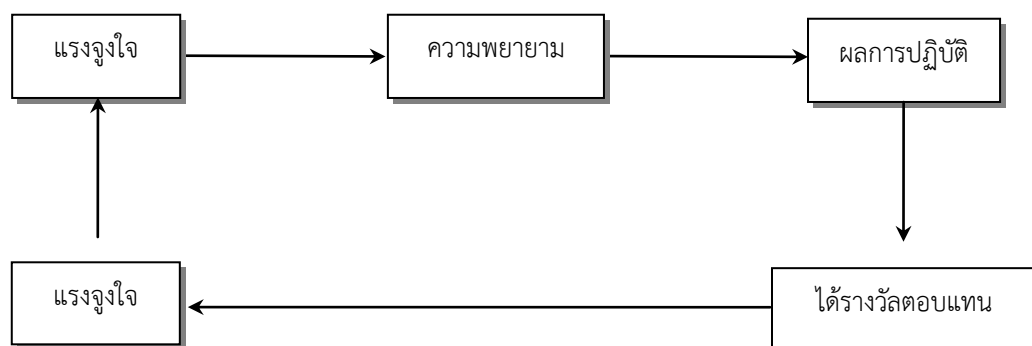 แรงจูงใจ
ความพยายาม
ผลการปฏิบัติ
แรงจูงใจ
ได้รางวัลตอบแทน